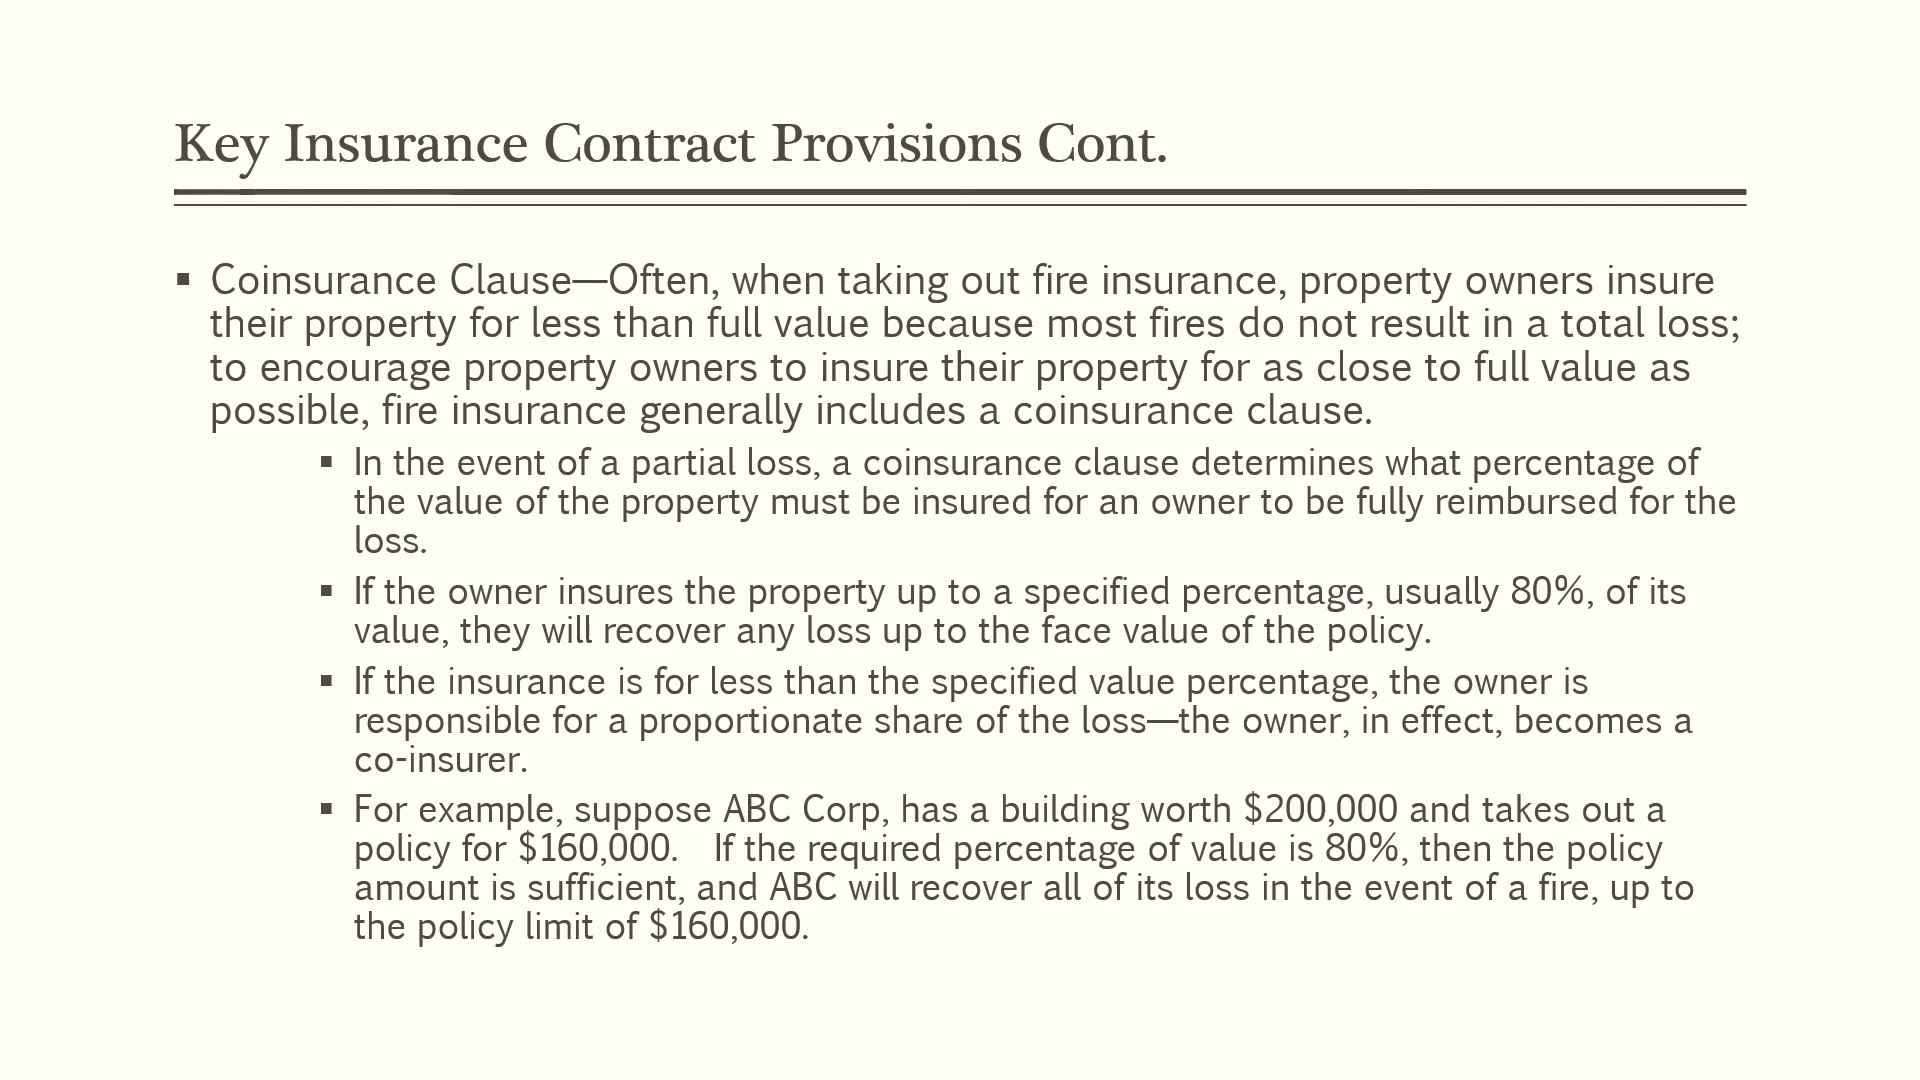 Key Insurance Contract Provisions Cont.
▪ Coinsurance Clause—Often, when taking out fire insurance, property owners insure
their property for less than full value because most fires do not result in a total loss;
to encourage property owners to insure their property for as close to full value as
possible, fire insurance generally includes a coinsurance clause.
▪ In the event of a partial loss, a coinsurance clause determines what percentage of
the value of the property must be insured for an owner to be fully reimbursed for the
loss.
▪ If the owner insures the property up to a specified percentage, usually 80%, of its
value, they will recover any loss up to the face value of the policy.
▪ If the insurance is for less than the specified value percentage, the owner is
responsible for a proportionate share of the loss—the owner, in effect, becomes a
co-insurer.
▪ For example, suppose ABC Corp, has a building worth $200,000 and takes out a
policy for $160,000.   If the required percentage of value is 80%, then the policy
amount is sufficient, and ABC will recover all of its loss in the event of a fire, up to
the policy limit of $160,000.